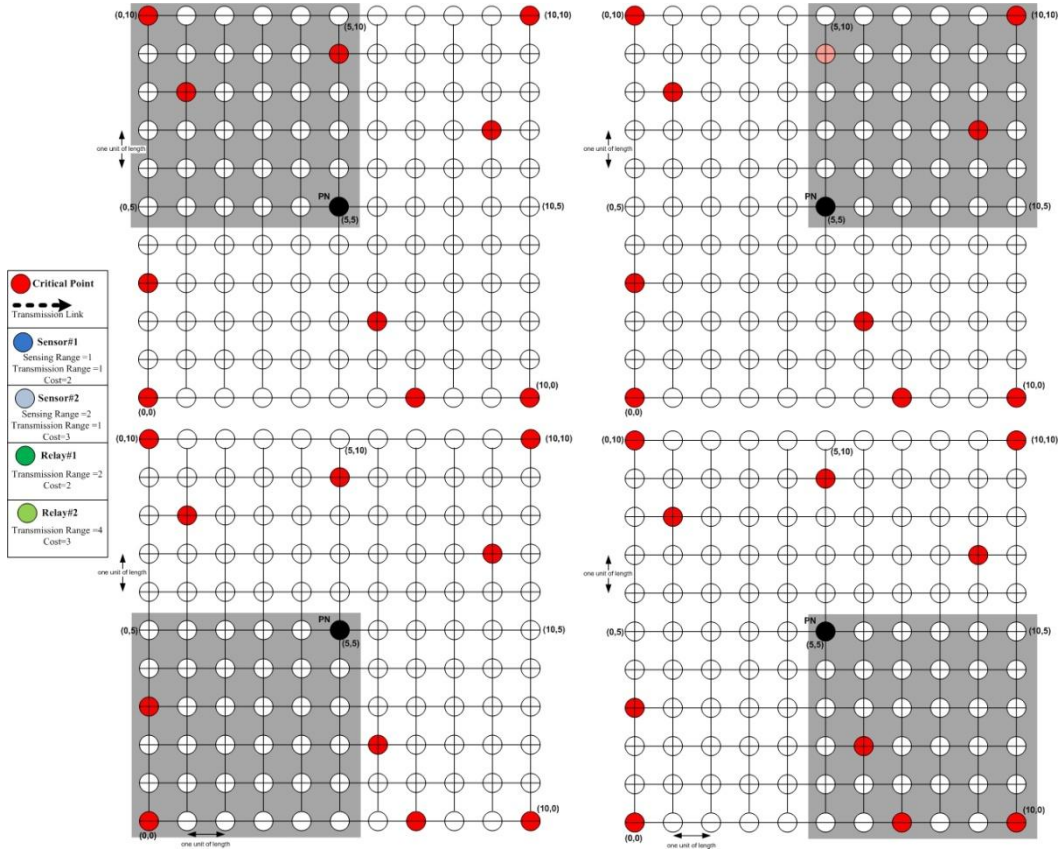 (0,10)
(5,10)
(10,10)
one unit of length
(0,5)
PN
(5,5)
(10,5)
(0,0)
(10,0)
(0,10)
(5,10)
(10,10)
one unit of length
(0,5)
PN
(5,5)
(10,5)
(0,0)
(10,0)
Critical Point
Transmission Link
Sensor#1
Sensing Range =1
Transmission Range =1
Cost=2
Sensor#2
Sensing Range =2
Transmission Range =1
Cost=3
Relay#1
Transmission Range =2
Cost=2
Relay#2
Transmission Range =4
Cost=3
(0,10)
(5,10)
(10,10)
one unit of length
(0,5)
PN
(5,5)
(10,5)
(0,0)
(10,0)
one unit of length
(0,10)
(5,10)
(10,10)
one unit of length
(0,5)
PN
(5,5)
(10,5)
(0,0)
(10,0)
one unit of length